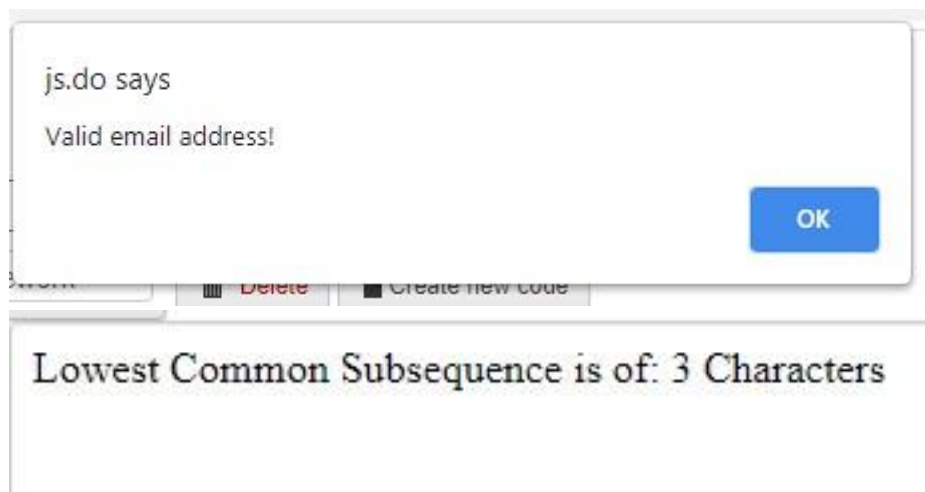 js.do says
Valid email address!
OK
Delete Create new code
Lowest Common Subsequence is of: 3 Characters